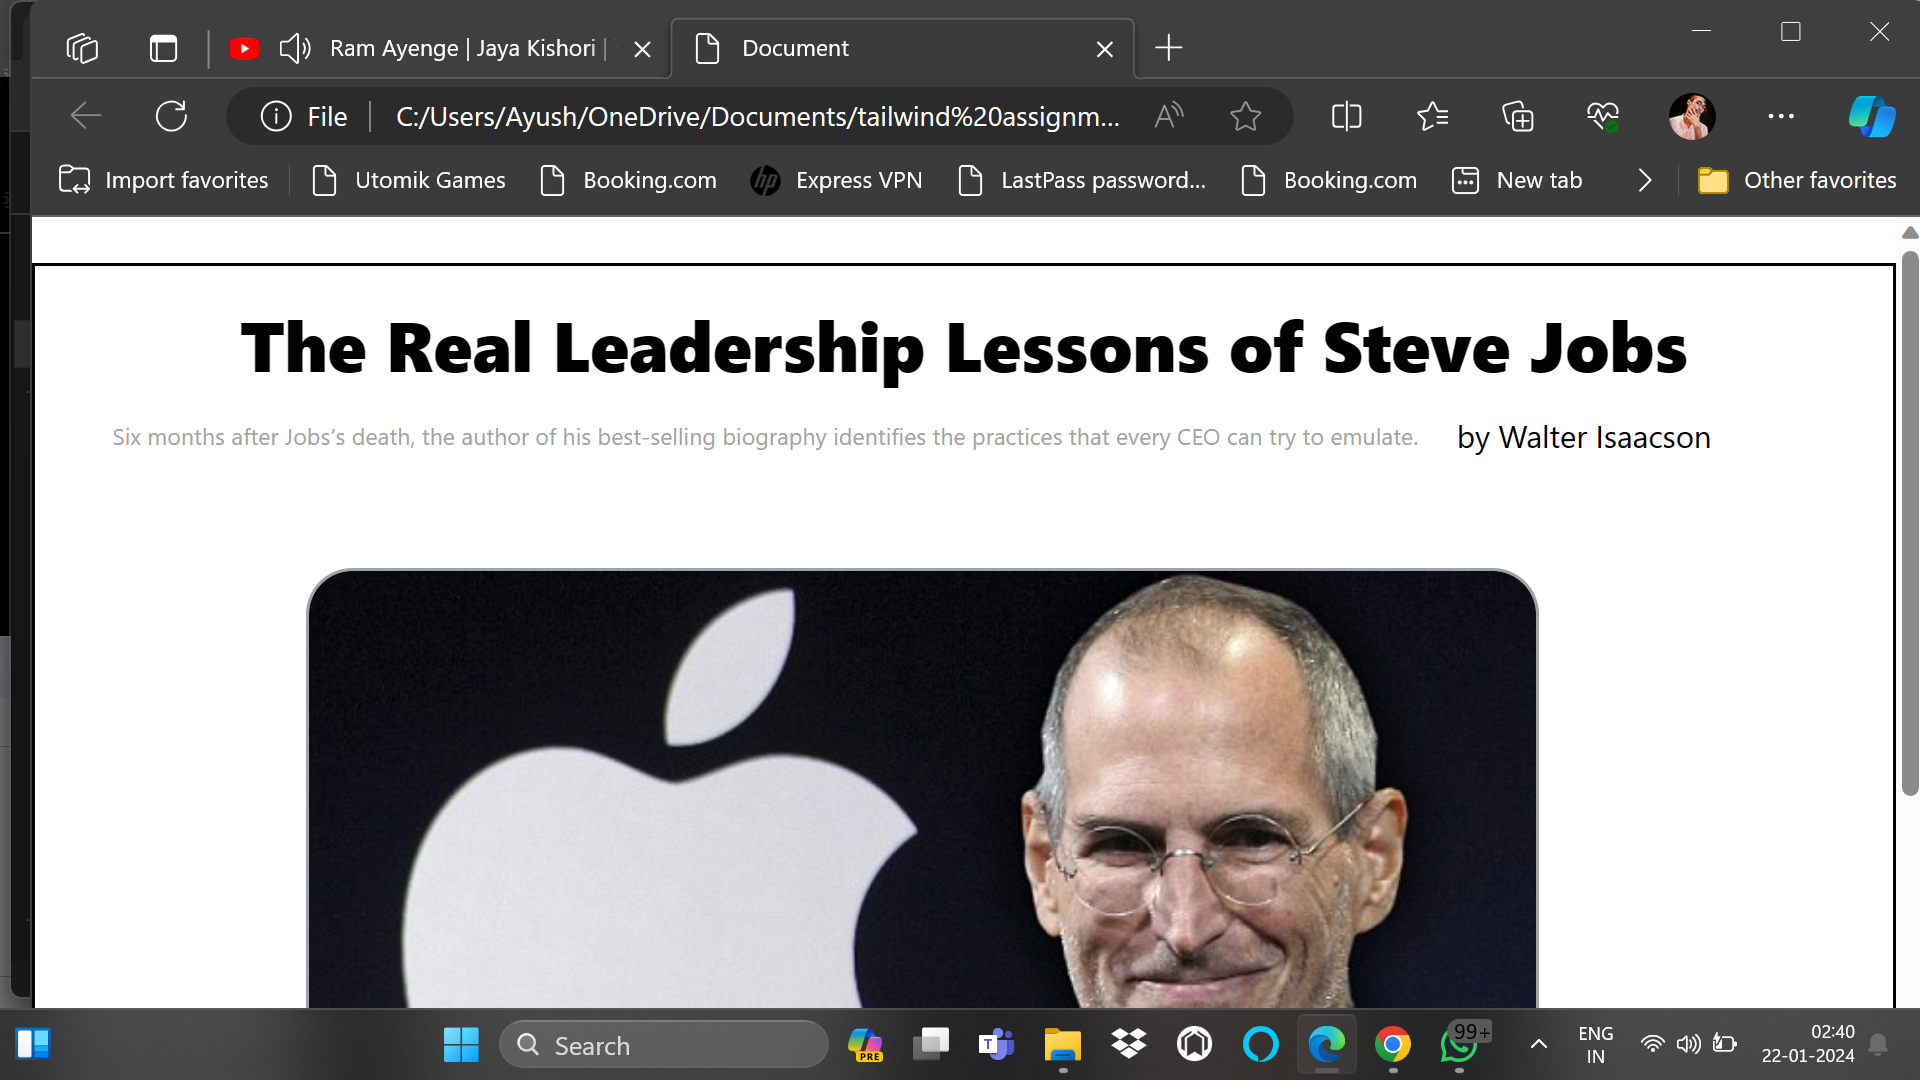 Ram Ayenge | Jaya Kishori |
Document
File
C:/Users/Ayush/OneDrive/Documents/tailwind%20assignm...
Import favorites
Utomik Games
Booking.com
Express VPN
LastPass password...
Booking.com
New tab
Other favorites
The Real Leadership Lessons of Steve Jobs
Six months after Jobs’s death, the author of his best-selling biography identifies the practices that every CEO can try to emulate.
by Walter Isaacson
Search
PRE
T
99+
ENG
IN
02:40
22-01-2024